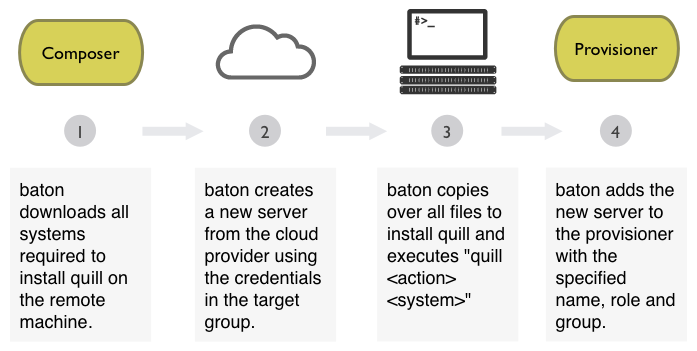 Composer
#>_
Provisioner
1
2
3
4
baton
downloads all
systems
required to
install quill on
the remote
machine.
baton creates
a new server
from the cloud
provider using
the credentials
in the target
group.
baton copies
over all files to
install quill and
executes "quill
<action>
<system>"
baton adds the
new server to
the provisioner
with the
specified
name, role and
group.